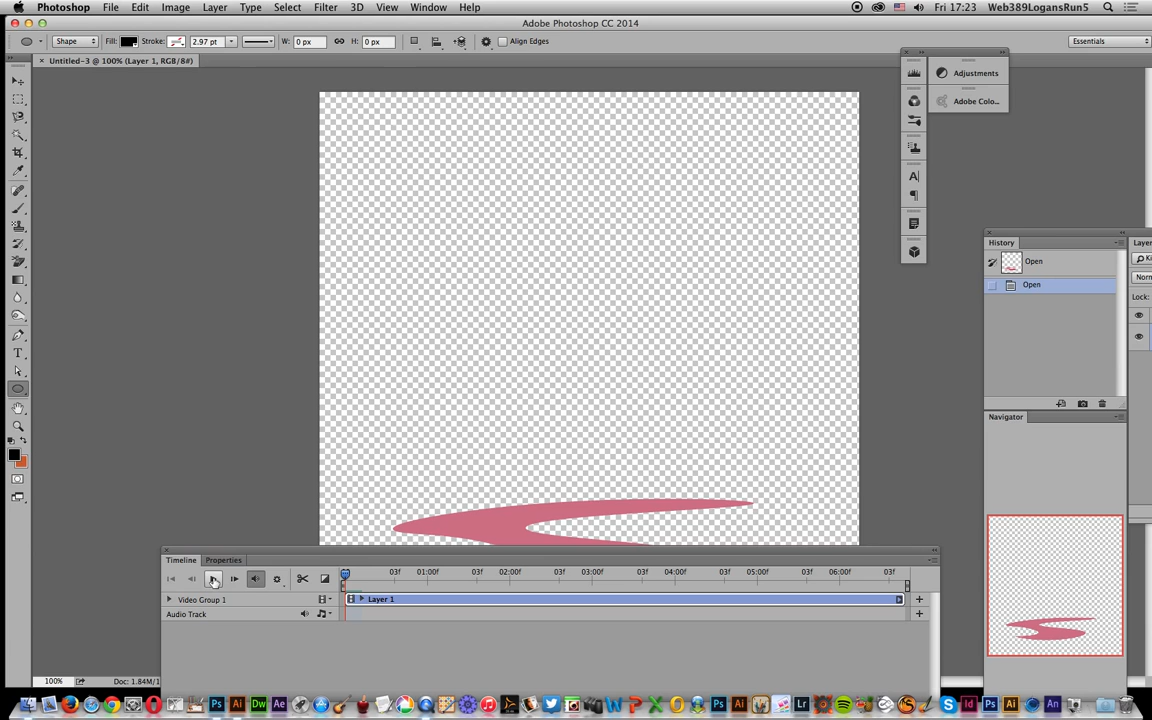 Photoshop File Edit Image Layer Type Select Filter 3D View Window Help Fri 17:23 Web389LogansRun5
Adobe Photoshop CC 2014
Shape Fill: Stroke: 2.97 pt W: 0 px H: 0 px Align Edges Essentials
Untitled-3 @ 100% (Layer 1, RGB/8#)
Adjustments
Adobe Colo...
History
Open
Open
Layer
Nor
Lock:
Navigator
Timeline Properties
03f 01:00f 03f 02:00f 03f 03:00f 03f 04:00f 03f 05:00f 03f 06:00f 03f
Video Group 1
Layer 1
Audio Track
100% Doc: 1.84M/1